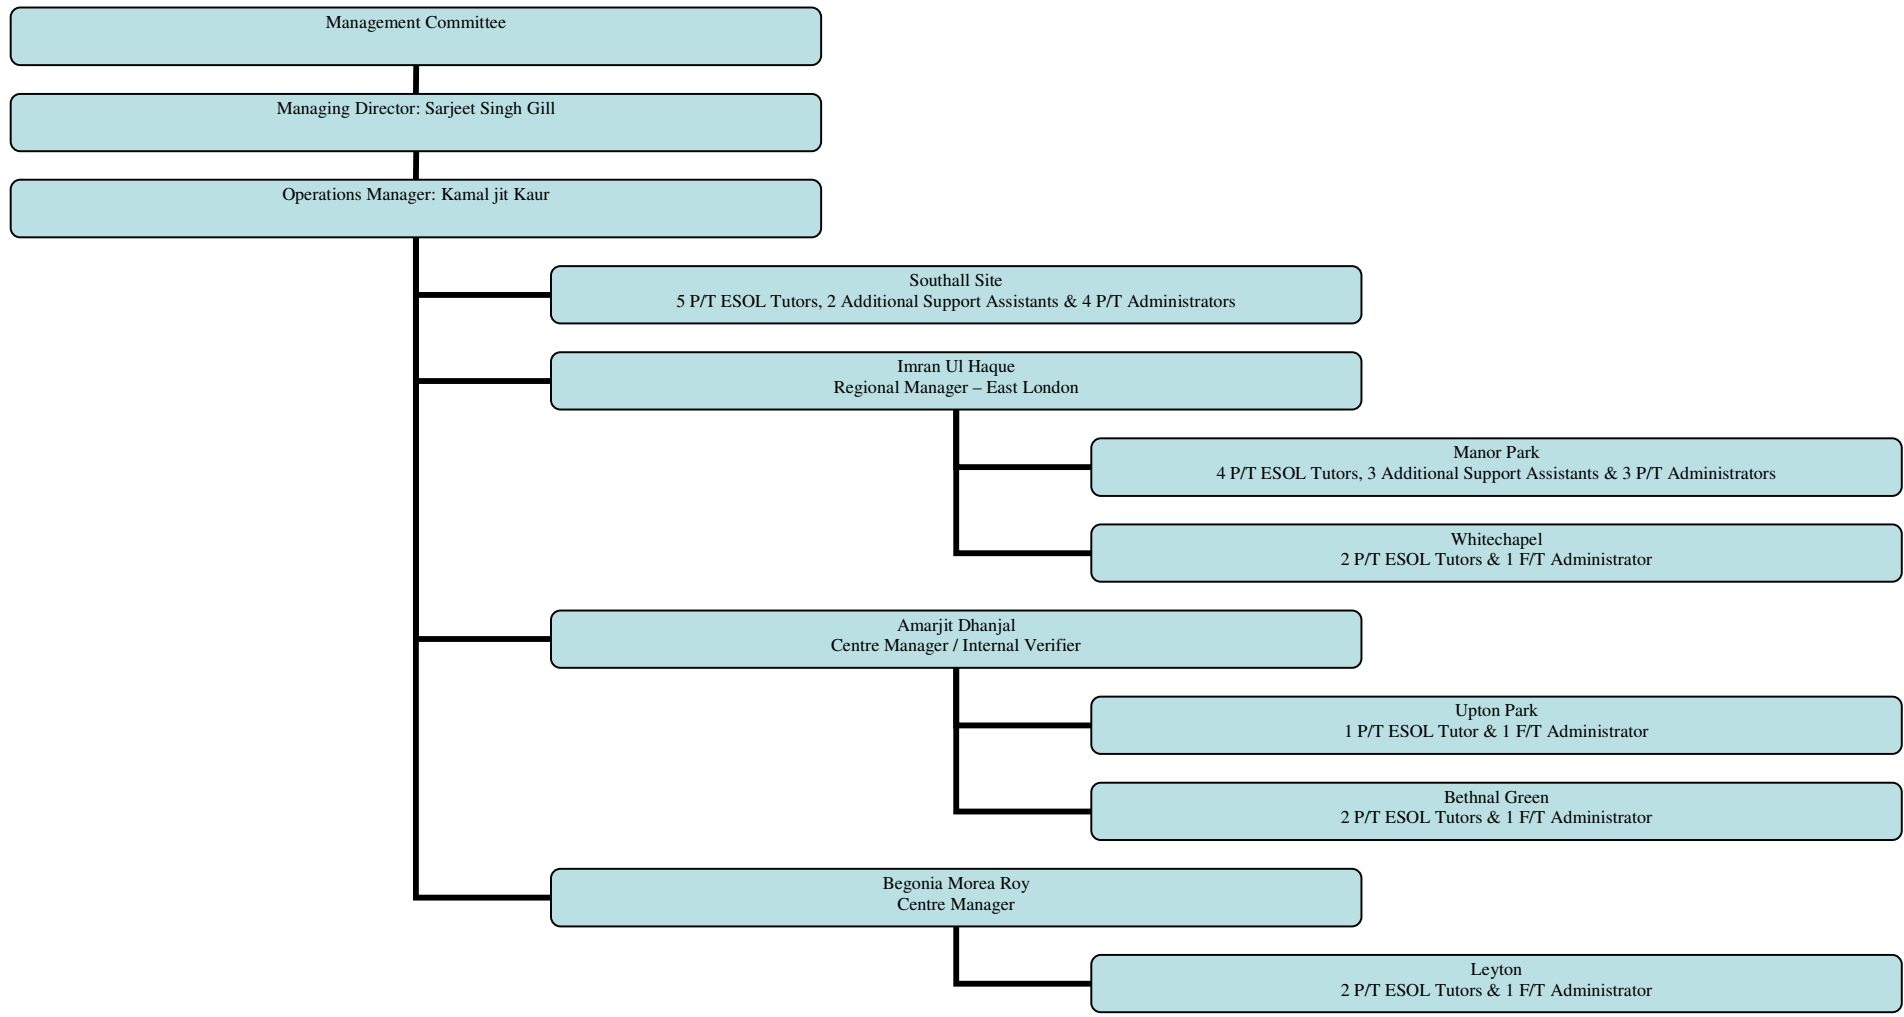 Management Committee
Managing Director: Sarjeet Singh Gill
Operations Manager: Kamal jit Kaur
Southall Site
5 P/T ESOL Tutors, 2 Additional Support Assistants & 4 P/T Administrators
Imran Ul Haque
Regional Manager – East London
Manor Park
4 P/T ESOL Tutors, 3 Additional Support Assistants & 3 P/T Administrators
Whitechapel
2 P/T ESOL Tutors & 1 F/T Administrator
Amarjit Dhanjal
Centre Manager / Internal Verifier
Upton Park
1 P/T ESOL Tutor & 1 F/T Administrator
Bethnal Green
2 P/T ESOL Tutors & 1 F/T Administrator
Begonia Morea Roy
Centre Manager
Leyton
2 P/T ESOL Tutors & 1 F/T Administrator